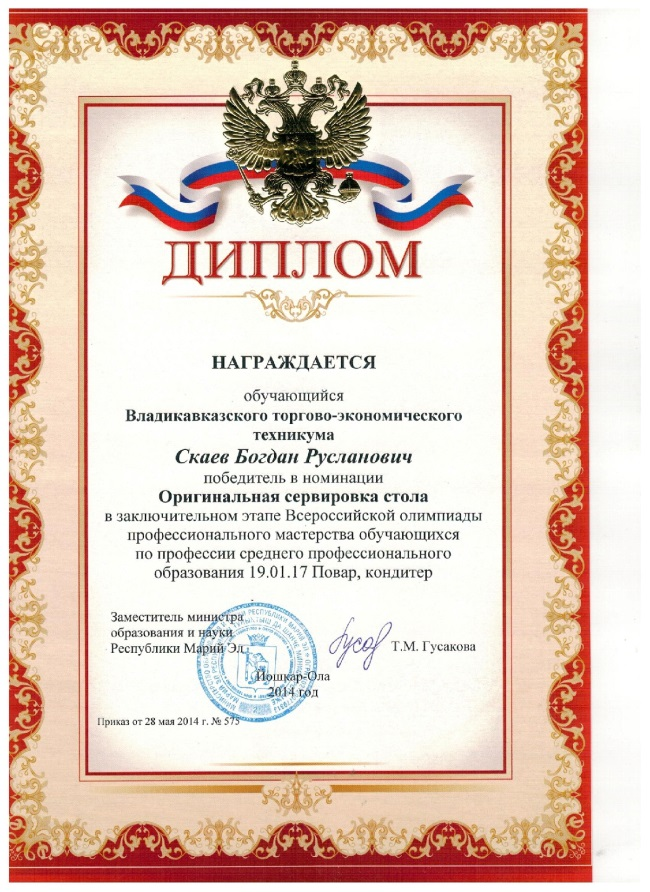 ДИПЛОМ
НАГРАЖДАЕТСЯ
обучающийся
Владикавказского торгово-экономического
техникума
Скаев Богдан Русланович
победитель в номинации
Оригинальная сервировка стола
в заключительном этапе Всероссийской олимпиады
профессионального мастерства обучающихся
по профессии среднего профессионального
образования 19.01.17 Повар, кондитер
Заместитель министра
образования и науки
Республики Марий Эл
Гусак
Т.М. Гусакова
Йошкар-Ола
2014 год
Приказ от 28 мая 2014 г. № 575